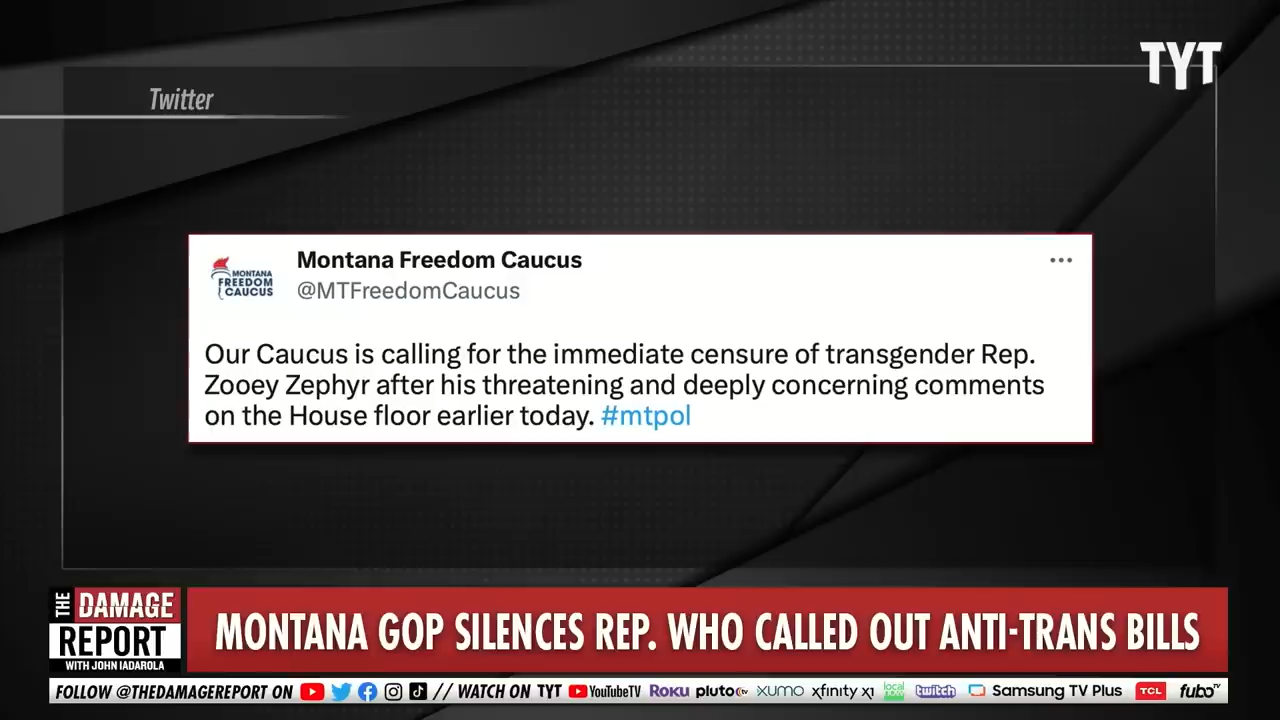 TYT
Twitter
MONTANA
FREEDOM
CAUCUS
Montana Freedom Caucus
@MTFreedomCaucus
Our Caucus is calling for the immediate censure of transgender Rep.
Zooey Zephyr after his threatening and deeply concerning comments
on the House floor earlier today. #mtpol
THE DAMAGE
REPORT
WITH JOHN IADAROLA
MONTANA GOP SILENCES REP. WHO CALLED OUT ANTI-TRANS BILLS
FOLLOW @THEDAMAGEREPORT ON // WATCH ON TYT YouTubeTV ROKU pluto tv XUMO xfinity x1 local now twitch Samsung TV Plus TCL fuboTV